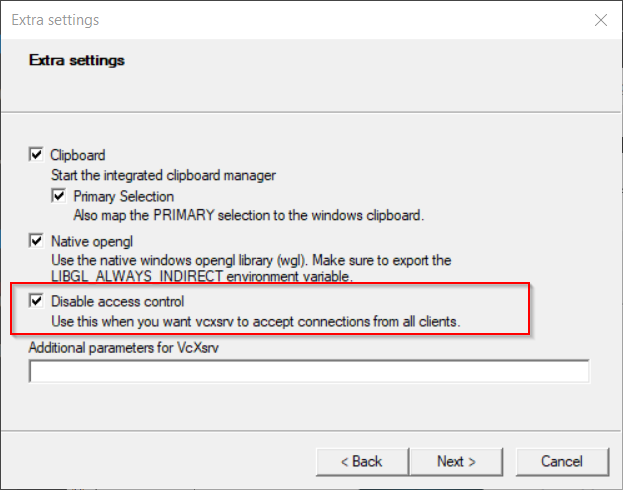 Extra settings
Extra settings
Clipboard
Start the integrated clipboard manager
Primary Selection
Also map the PRIMARY selection to the windows clipboard.
Native opengl
Use the native windows opengl library (wgl). Make sure to export the
LIBGL_ALWAYS_INDIRECT environment variable.
Disable access control
Use this when you want vcxsrv to accept connections from all clients.
Additional parameters for VcXsrv
< Back Next > Cancel